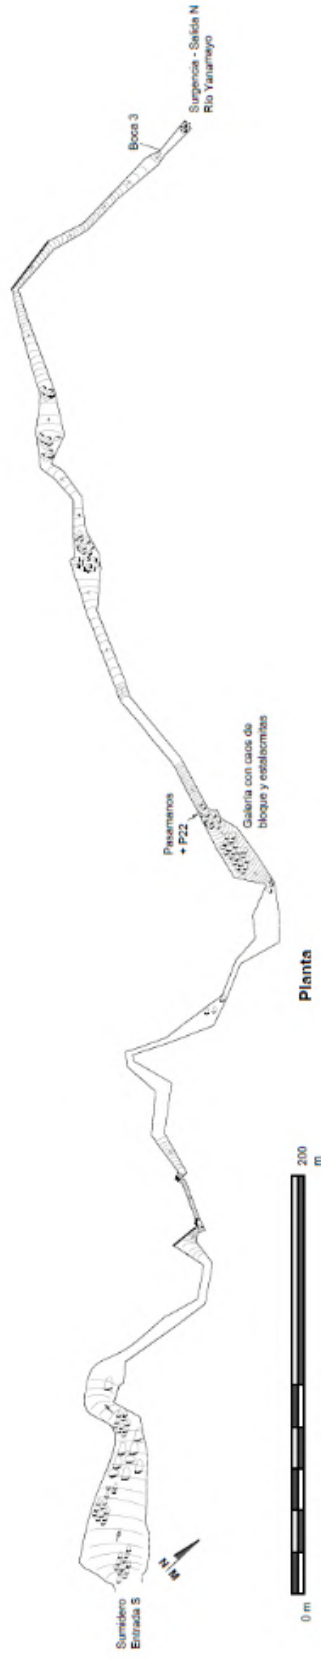 Surgencia - Salida N
Río Yanamayo
Boca 3
Pasamanos
+ P22
Galería con caos de
bloque y estalacmitas
Planta
Sumidero
Entrada S
0 m
200
m